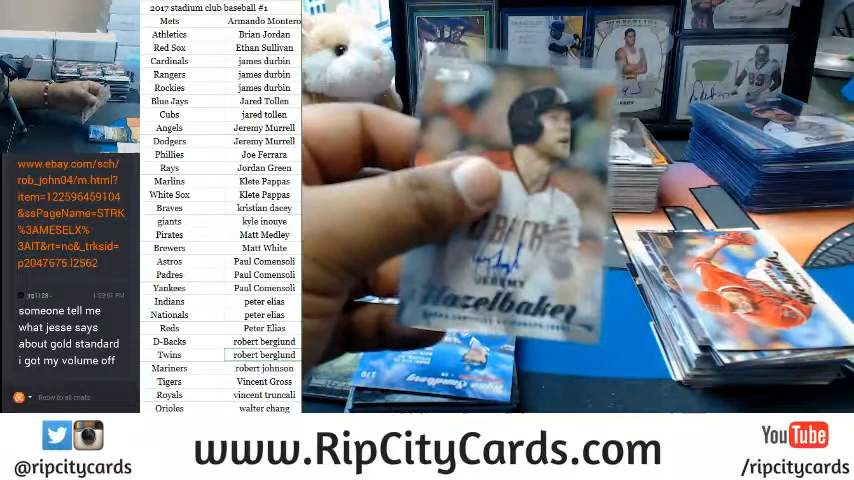 2017 stadium club baseball #1
Mets Armando Montero
Athletics Brian Jordan
Red Sox Ethan Sullivan
Cardinals james durbin
Rangers james durbin
Rockies james durbin
Blue Jays Jared Tollen
Cubs jared tollen
Angels Jeremy Murrell
Dodgers Jeremy Murrell
Phillies Joe Ferrara
Rays Jordan Green
Marlins Klete Pappas
White Sox Klete Pappas
Braves kristian dacey
giants kyle inouye
Pirates Matt Medley
Brewers Matt White
Astros Paul Comensoli
Padres Paul Comensoli
Yankees Paul Comensoli
Indians peter elias
Nationals peter elias
Reds Peter Elias
D-Backs robert berglund
Twins robert berglund
Mariners robert johnson
Tigers Vincent Gross
Royals vincent truncali
Orioles walter chang
www.ebay.com/sch/
rob_john04/m.html?
item=122596459104
&ssPageName=STRK
%3AMESELX%
3AIT&rt=nc&_trksid=
p2047675.l2562
someone tell me
what jesse says
about gold standard
i got my volume off
Reply to all chats
JEREMY
Hazelbaker
170
@ripcitycards
www.RipCityCards.com
YouTube
/ripcitycards